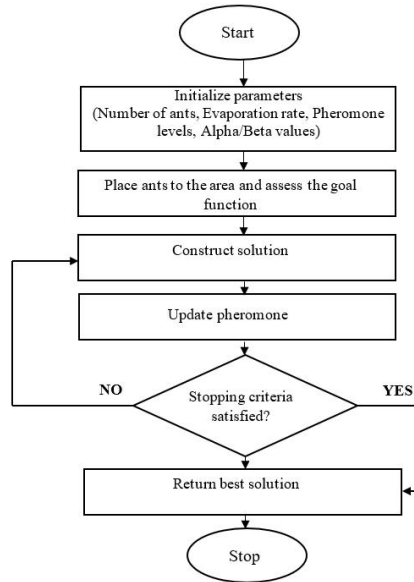 Start
Initialize parameters
(Number of ants, Evaporation rate, Pheromone
levels, Alpha/Beta values)
Place ants to the area and assess the goal
function
Construct solution
Update pheromone
NO
YES
Stopping criteria
satisfied?
Return best solution
Stop